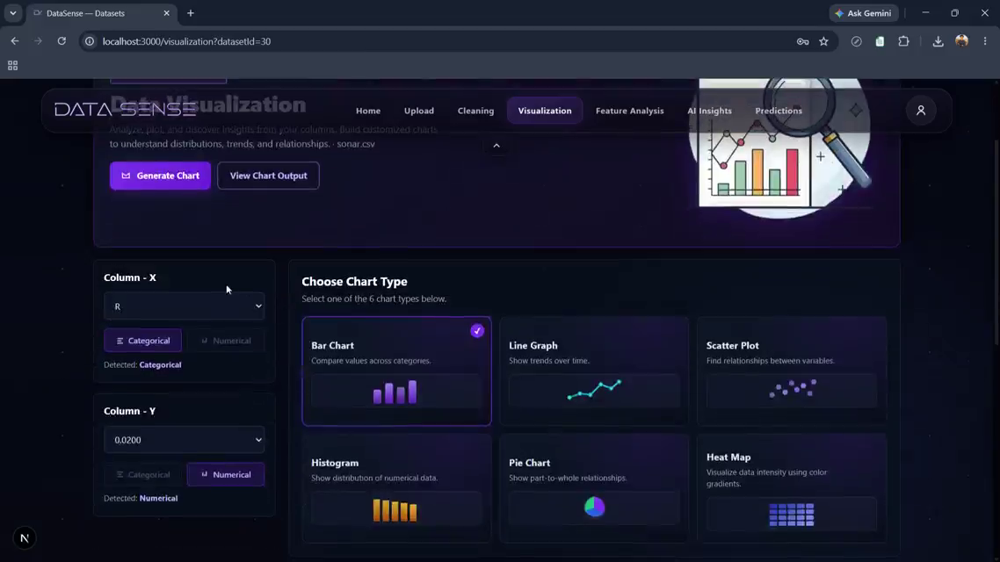 DataSense — Datasets
Ask Gemini
localhost:3000/visualization?datasetId=30
DATA SENSE
Home
Upload
Cleaning
Visualization
Feature Analysis
AI Insights
Predictions
Data Visualization
Analyze, plot, and discover insights from your columns. Build customized charts
to understand distributions, trends, and relationships. · sonar.csv
Generate Chart
View Chart Output
Column - X
R
Categorical
Numerical
Detected: Categorical
Column - Y
0,0200
Categorical
Numerical
Detected: Numerical
Choose Chart Type
Select one of the 6 chart types below.
Bar Chart
Compare values across categories.
Line Graph
Show trends over time.
Scatter Plot
Find relationships between variables.
Histogram
Show distribution of numerical data.
Pie Chart
Show part-to-whole relationships.
Heat Map
Visualize data intensity using color
gradients.
N